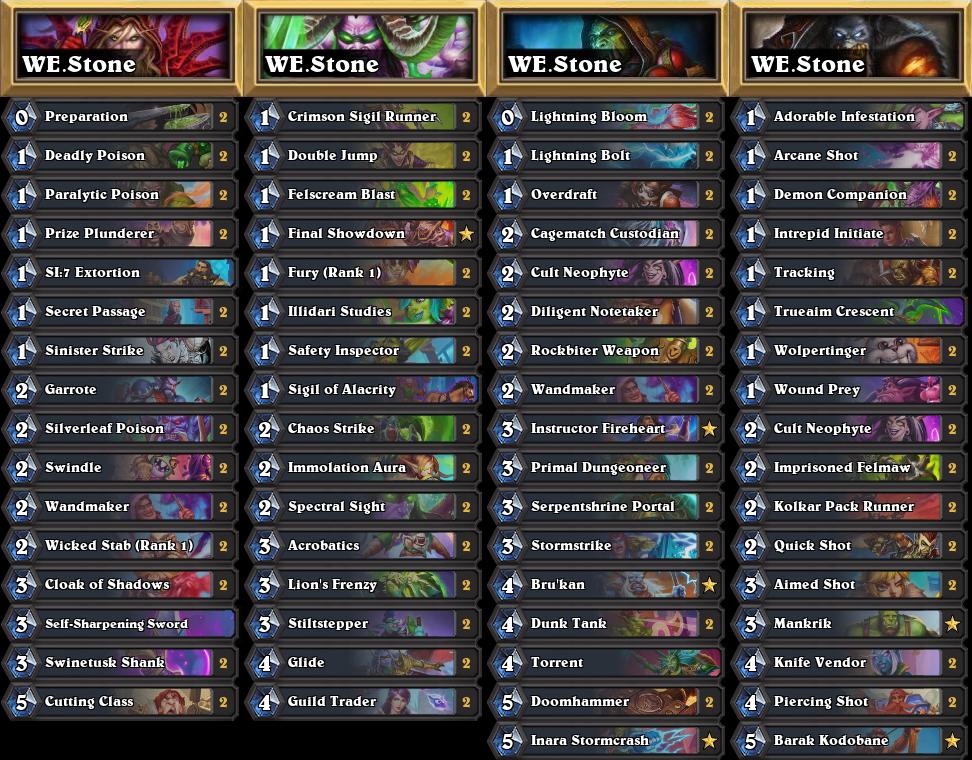 WE.Stone
0 Preparation 2
1 Deadly Poison 2
1 Paralytic Poison 2
1 Prize Plunderer 2
1 SI:7 Extortion
1 Secret Passage 2
1 Sinister Strike 2
2 Garrote 2
2 Silverleaf Poison 2
2 Swindle 2
2 Wandmaker 2
2 Wicked Stab (Rank 1) 2
3 Cloak of Shadows 2
3 Self-Sharpening Sword
3 Swinetusk Shank 2
5 Cutting Class 2
WE.Stone
1 Crimson Sigil Runner 2
1 Double Jump 2
1 Felscream Blast 2
1 Final Showdown
1 Fury (Rank 1) 2
1 Illidari Studies 2
1 Safety Inspector 2
1 Sigil of Alacrity
2 Chaos Strike 2
2 Immolation Aura 2
2 Spectral Sight 2
3 Acrobatics 2
3 Lion's Frenzy 2
3 Stiltstepper 2
4 Glide 2
4 Guild Trader 2
WE.Stone
0 Lightning Bloom 2
1 Lightning Bolt 2
1 Overdraft 2
2 Cagematch Custodian 2
2 Cult Neophyte 2
2 Diligent Notetaker 2
2 Rockbiter Weapon 2
2 Wandmaker 2
3 Instructor Fireheart
3 Primal Dungeoneer 2
3 Serpentshrine Portal 2
3 Stormstrike 2
4 Bru'kan
4 Dunk Tank 2
4 Torrent
5 Doomhammer 2
5 Inara Stormcrash
WE.Stone
1 Adorable Infestation
1 Arcane Shot 2
1 Demon Companion 2
1 Intrepid Initiate 2
1 Tracking 2
1 Trueaim Crescent
1 Wolpertinger 2
1 Wound Prey 2
2 Cult Neophyte 2
2 Imprisoned Felmaw 2
2 Kolkar Pack Runner 2
2 Quick Shot 2
3 Aimed Shot 2
3 Mankrik
4 Knife Vendor 2
4 Piercing Shot 2
5 Barak Kodobane